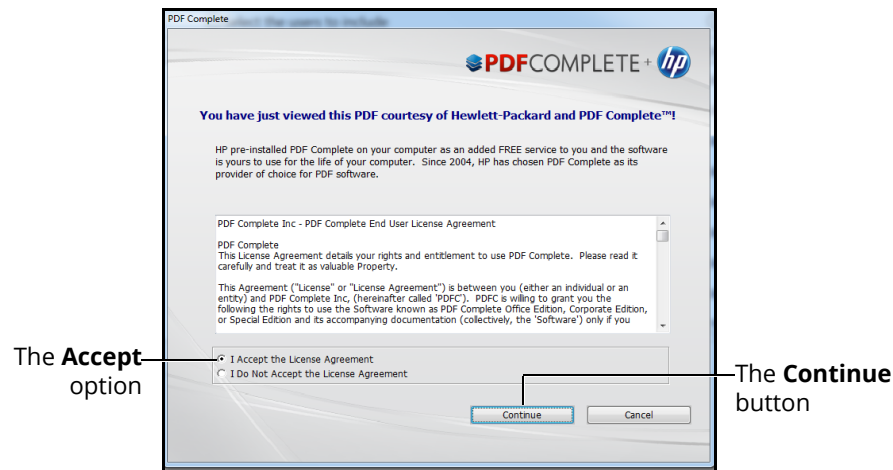 PDF Complete
select the users to include
PDFCOMPLETE + hp
You have just viewed this PDF courtesy of Hewlett-Packard and PDF Complete™!
HP pre-installed PDF Complete on your computer as an added FREE service to you and the software
is yours to use for the life of your computer. Since 2004, HP has chosen PDF Complete as its
provider of choice for PDF software.
PDF Complete Inc - PDF Complete End User License Agreement
PDF Complete
This License Agreement details your rights and entitlement to use PDF Complete. Please read it
carefully and treat it as valuable Property.
This Agreement ("License" or "License Agreement") is between you (either an individual or an
entity) and PDF Complete Inc, (hereinafter called 'PDFC'). PDFC is willing to grant you the
following the rights to use the Software known as PDF Complete Office Edition, Corporate Edition,
or Special Edition and its accompanying documentation (collectively, the 'Software') only if you
The Accept
option
I Accept the License Agreement
I Do Not Accept the License Agreement
The Continue
button
Continue
Cancel